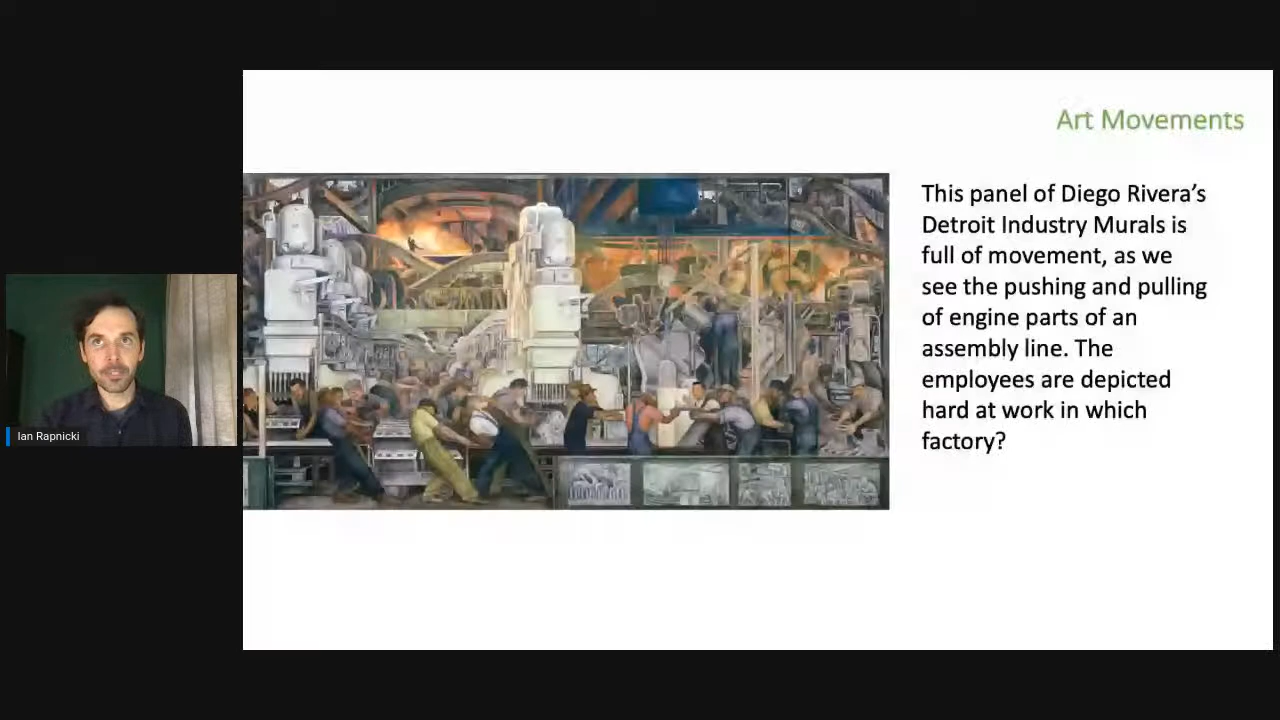 Art Movements
This panel of Diego Rivera’s
Detroit Industry Murals is
full of movement, as we
see the pushing and pulling
of engine parts of an
assembly line. The
employees are depicted
hard at work in which
factory?
Ian Rapnicki